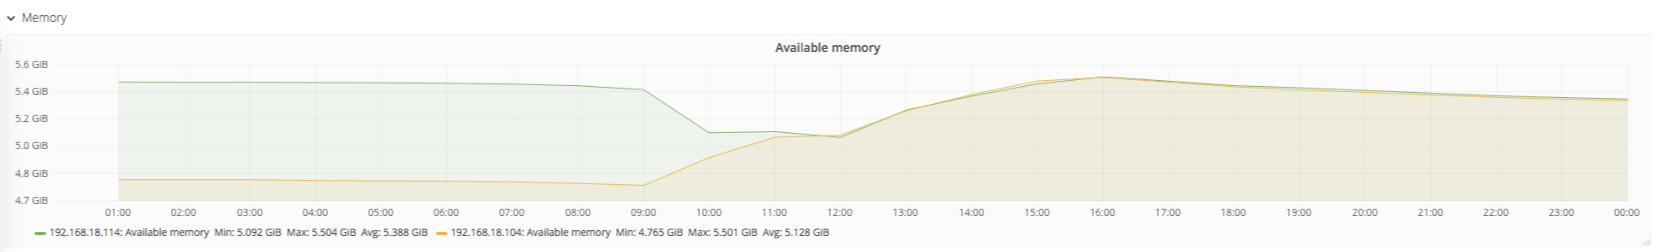 Memory
Available memory
5.6 GiB
5.4 GiB
5.2 GiB
5.0 GiB
4.8 GiB
4.7 GiB
01:00 02:00 03:00 04:00 05:00 06:00 07:00 08:00 09:00 10:00 11:00 12:00 13:00 14:00 15:00 16:00 17:00 18:00 19:00 20:00 21:00 22:00 23:00 00:00
192.168.18.114: Available memory Min: 5.092 GiB Max: 5.504 GiB Avg: 5.388 GiB 192.168.18.104: Available memory Min: 4.765 GiB Max: 5.501 GiB Avg: 5.128 GiB